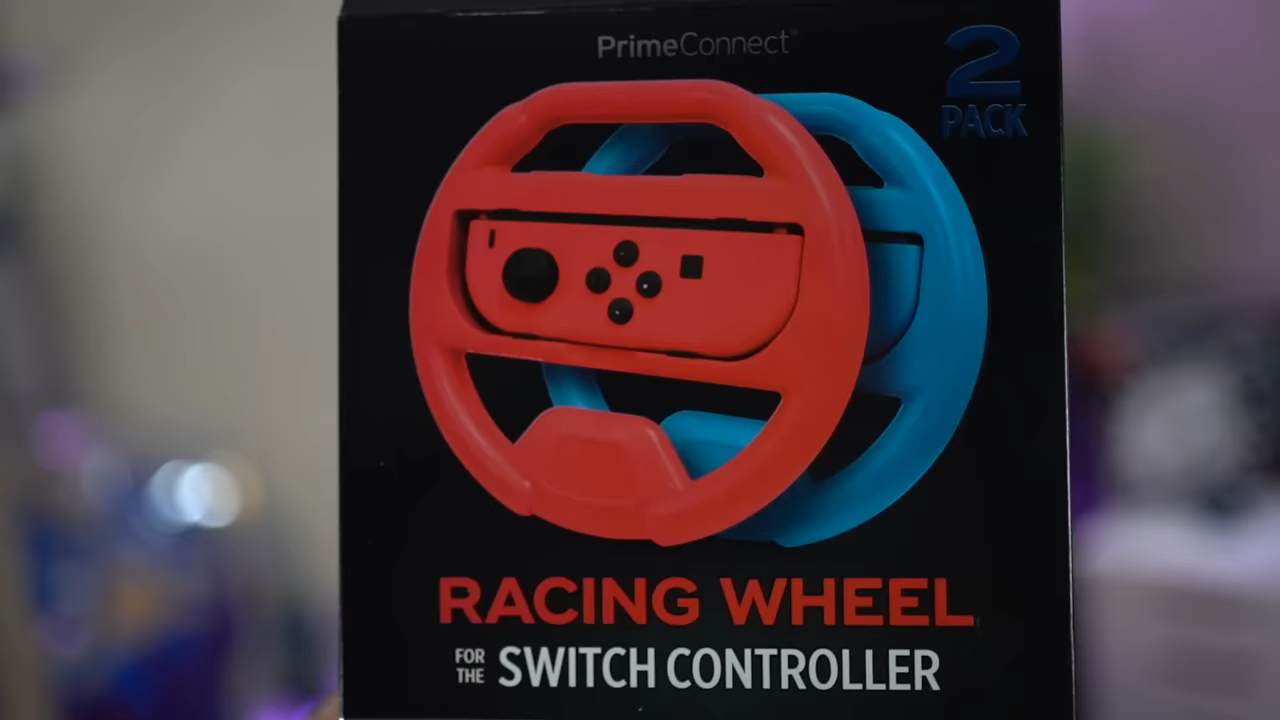 PrimeConnect®
2
PACK
RACING WHEEL
FOR THE SWITCH CONTROLLER